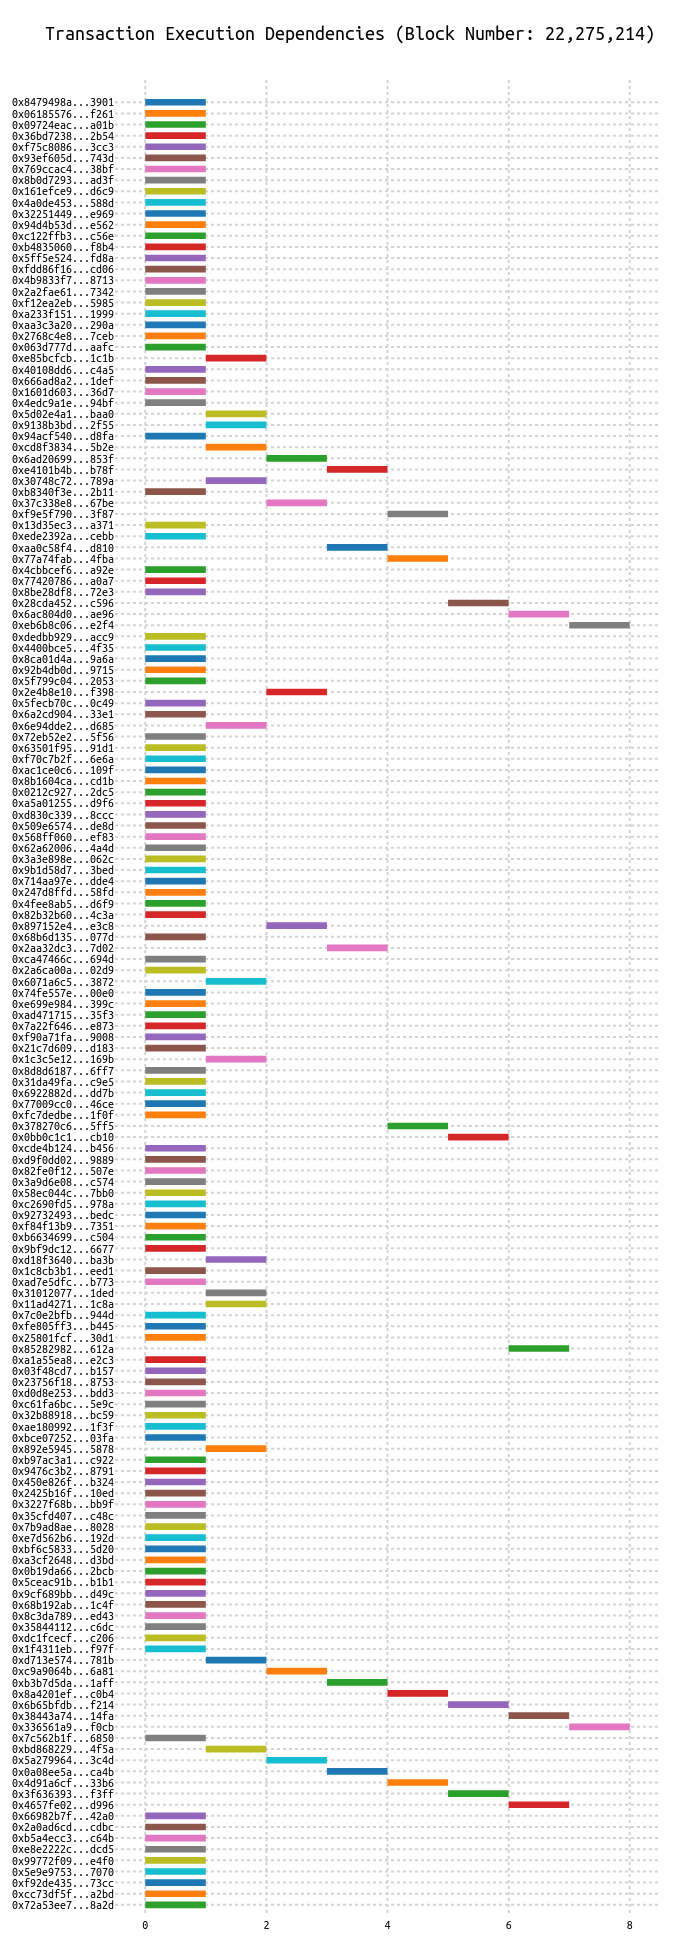 Transaction Execution Dependencies (Block Number: 22,275,214)
0x8479498a...3901
0x06185576...f261
0x09724eac...a01b
0x36bd7238...2b54
0xf75c8086...3cc3
0x93ef605d...743d
0x769ccac4...38bf
0x8b0d7293...ad3f
0x161efce9...d6c9
0x4a0de453...588d
0x32251449...e969
0x94d4b53d...e562
0xc122ffb3...c56e
0xb4835060...f8b4
0x5ff5e524...fd8a
0xfdd86f16...cd06
0x4b9833f7...8713
0x2a2fae61...7342
0xf12ea2eb...5985
0xa233f151...1999
0xaa3c3a20...290a
0x2768c4e8...7ceb
0x063d777d...aafc
0xe85bcfcb...1c1b
0x40108dd6...c4a5
0x666ad8a2...1def
0x1601d603...36d7
0x4edc9a1e...94bf
0x5d02e4a1...baa0
0x9138b3bd...2f55
0x94acf540...d8fa
0xcd8f3834...5b2e
0x6ad20699...853f
0xe4101b4b...b78f
0x30748c72...789a
0xb8340f3e...2b11
0x37c338e8...67be
0xf9e5f790...3f87
0x13d35ec3...a371
0xede2392a...cebb
0xaa0c58f4...d810
0x77a74fab...4fba
0x4cbbcef6...a92e
0x77420786...a0a7
0x8be28df8...72e3
0x28cda452...c596
0x6ac804d0...ae96
0xeb6b8c06...e2f4
0xdedbb929...acc9
0x4400bce5...4f35
0x8ca01d4a...9a6a
0x92b4db0d...9715
0x5f799c04...2053
0x2e4b8e10...f398
0x5fecb70c...0c49
0x6a2cd904...33e1
0x6e94dde2...d685
0x72eb52e2...5f56
0x63501f95...91d1
0xf70c7b2f...6e6a
0xac1ce0c6...109f
0x8b1604ca...cd1b
0x0212c927...2dc5
0xa5a01255...d9f6
0xd830c339...8ccc
0x509e6574...de8d
0x568ff060...ef83
0x62a62006...4a4d
0x3a3e898e...062c
0x9b1d58d7...3bed
0x714aa97e...dde4
0x247d8ffd...58fd
0x4fee8ab5...d6f9
0x82b32b60...4c3a
0x897152e4...e3c8
0x68b6d135...077d
0x2aa32dc3...7d02
0xca47466c...694d
0x2a6ca00a...02d9
0x6071a6c5...3872
0x74fe557e...00e0
0xe699e984...399c
0xad471715...35f3
0x7a22f646...e873
0xf90a71fa...9008
0x21c7d609...d183
0x1c3c5e12...169b
0x8d8d6187...6ff7
0x31da49fa...c9e5
0x6922882d...dd7b
0x77009cc0...46ce
0xfc7dedbe...1f0f
0x378270c6...5ff5
0x0bb0c1c1...cb10
0xcde4b124...b456
0xd9f0dd02...9889
0x82fe0f12...507e
0x3a9d6e08...c574
0x58ec044c...7bb0
0xc2690fd5...978a
0x92732493...bedc
0xf84f13b9...7351
0xb6634699...c504
0x9bf9dc12...6677
0xd18f3640...ba3b
0x1c8cb3b1...eed1
0xad7e5dfc...b773
0x31012077...1ded
0x11ad4271...1c8a
0x7c0e2bfb...944d
0xfe805ff3...b445
0x25801fcf...30d1
0x85282982...612a
0xa1a55ea8...e2c3
0x03f48cd7...b157
0x23756f18...8753
0xd0d8e253...bdd3
0xc61fa6bc...5e9c
0x32b88918...bc59
0xae180992...1f3f
0xbce07252...03fa
0x892e5945...5878
0xb97ac3a1...c922
0x9476c3b2...8791
0x450e826f...b324
0x2425b16f...10ed
0x3227f68b...bb9f
0x35cfd407...c48c
0x7b9ad8ae...8028
0xe7d562b6...192d
0xbf6c5833...5d20
0xa3cf2648...d3bd
0x0b19da66...2bcb
0x5ceac91b...b1b1
0x9cf689bb...d49c
0x68b192ab...1c4f
0x8c3da789...ed43
0x35844112...c6dc
0xdc1fcecf...c206
0x1f4311eb...f97f
0xd713e574...781b
0xc9a9064b...6a81
0xb3b7d5da...1aff
0x8a4201ef...c0b4
0x6b65bfdb...f214
0x38443a74...14fa
0x336561a9...f0cb
0x7c562b1f...6850
0xbd868229...4f5a
0x5a279964...3c4d
0x0a08ee5a...ca4b
0x4d91a6cf...33b6
0x3f636393...f3ff
0x4657fe02...d996
0x66982b7f...42a0
0x2a0ad6cd...cdbc
0xb5a4ecc3...c64b
0xe8e2222c...dcd5
0x99772f09...e4f0
0x5e9e9753...7070
0xf92de435...73cc
0xcc73df5f...a2bd
0x72a53ee7...8a2d
0 2 4 6 8